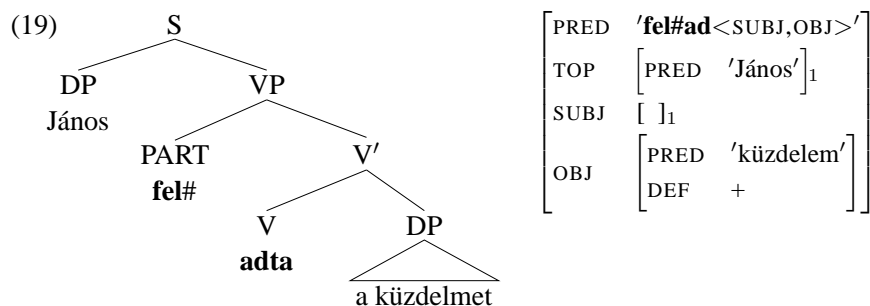 (19) S
DP VP
János
PART V′
fel#
V DP
adta
a küzdelmet
PRED ′fel#ad<SUBJ,OBJ>′
TOP [PRED ′János′]1
SUBJ [ ]1
OBJ [PRED ′küzdelem′
DEF +]